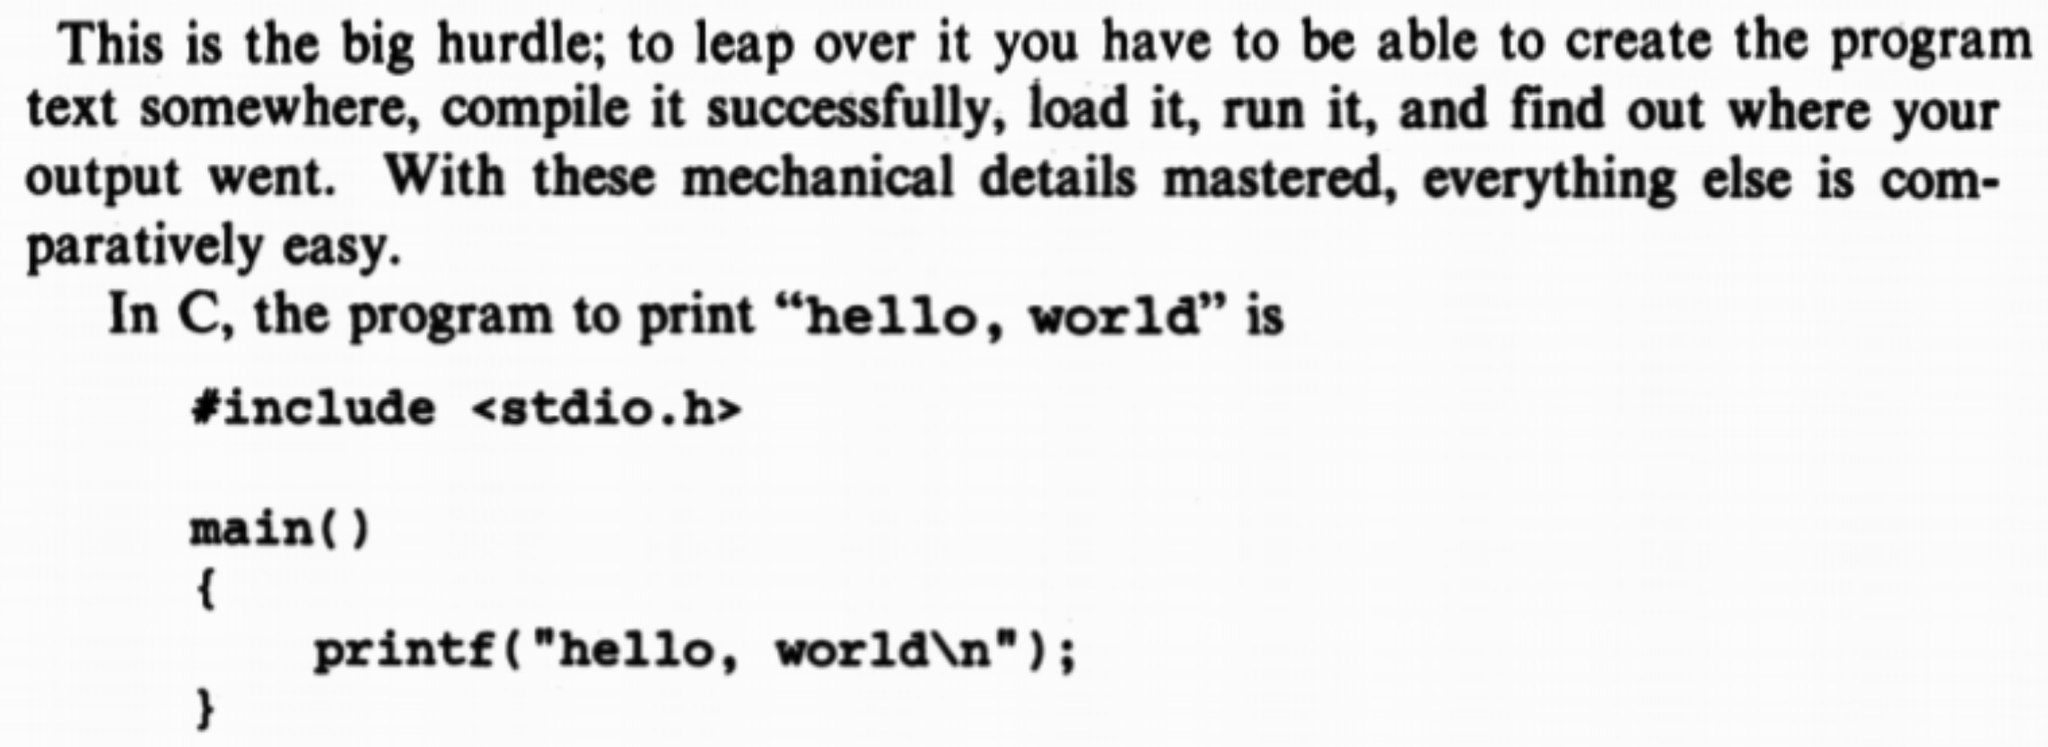 This is the big hurdle; to leap over it you have to be able to create the program
text somewhere, compile it successfully, load it, run it, and find out where your
output went. With these mechanical details mastered, everything else is com-
paratively easy.
In C, the program to print “hello, world” is
#include <stdio.h>
main()
{
    printf("hello, world\n");
}